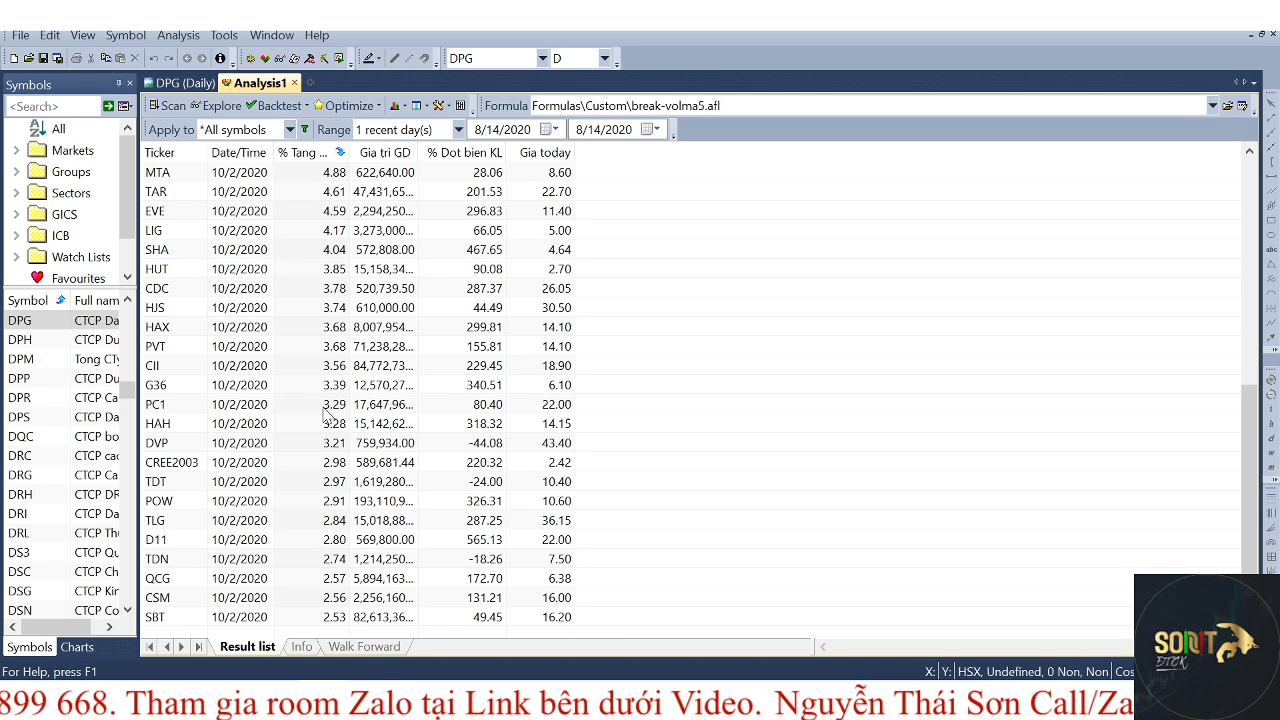 File Edit View Symbol Analysis Tools Window Help
DPG D
Symbols
DPG (Daily) Analysis1
<Search>
Scan Explore Backtest Optimize Formula Formulas\Custom\break-volma5.afl
Apply to *All symbols Range 1 recent day(s) 8/14/2020 8/14/2020
All
Markets
Groups
Sectors
GICS
ICB
Watch Lists
Favourites
Symbol Full nam
DPG CTCP Da
DPH CTCP Du
DPM Tong CTy
DPP CTCP Du
DPR CTCP Ca
DPS CTCP Da
DQC CTCP bo
DRC CTCP cao
DRG CTCP Ca
DRH CTCP DR
DRI CTCP Da
DRL CTCP Th
DS3 CTCP Qu
DSC CTCP Ch
DSG CTCP Kin
DSN CTCP Co
Symbols Charts
Ticker Date/Time % Tang ... Gia tri GD % Dot bien KL Gia today
MTA 10/2/2020 4.88 622,640.00 28.06 8.60
TAR 10/2/2020 4.61 47,431,65... 201.53 22.70
EVE 10/2/2020 4.59 2,294,250... 296.83 11.40
LIG 10/2/2020 4.17 3,273,000... 66.05 5.00
SHA 10/2/2020 4.04 572,808.00 467.65 4.64
HUT 10/2/2020 3.85 15,158,34... 90.08 2.70
CDC 10/2/2020 3.78 520,739.50 287.37 26.05
HJS 10/2/2020 3.74 610,000.00 44.49 30.50
HAX 10/2/2020 3.68 8,007,954... 299.81 14.10
PVT 10/2/2020 3.68 71,238,28... 155.81 14.10
CII 10/2/2020 3.56 84,772,73... 229.45 18.90
G36 10/2/2020 3.39 12,570,27... 340.51 6.10
PC1 10/2/2020 3.29 17,647,96... 80.40 22.00
HAH 10/2/2020 3.28 15,142,62... 318.32 14.15
DVP 10/2/2020 3.21 759,934.00 -44.08 43.40
CREE2003 10/2/2020 2.98 589,681.44 220.32 2.42
TDT 10/2/2020 2.97 1,619,280... -24.00 10.40
POW 10/2/2020 2.91 193,110,9... 326.31 10.60
TLG 10/2/2020 2.84 15,018,88... 287.25 36.15
D11 10/2/2020 2.80 569,800.00 565.13 22.00
TDN 10/2/2020 2.74 1,214,250... -18.26 7.50
QCG 10/2/2020 2.57 5,894,163... 172.70 6.38
CSM 10/2/2020 2.56 2,256,160... 131.21 16.00
SBT 10/2/2020 2.53 82,613,36... 49.45 16.20
Result list Info Walk Forward
For Help, press F1 X: Y: HSX, Undefined, 0 Non, Non Cos
SONT
DTCK
899 668. Tham gia room Zalo tại Link bên dưới Video. Nguyễn Thái Sơn Call/Za